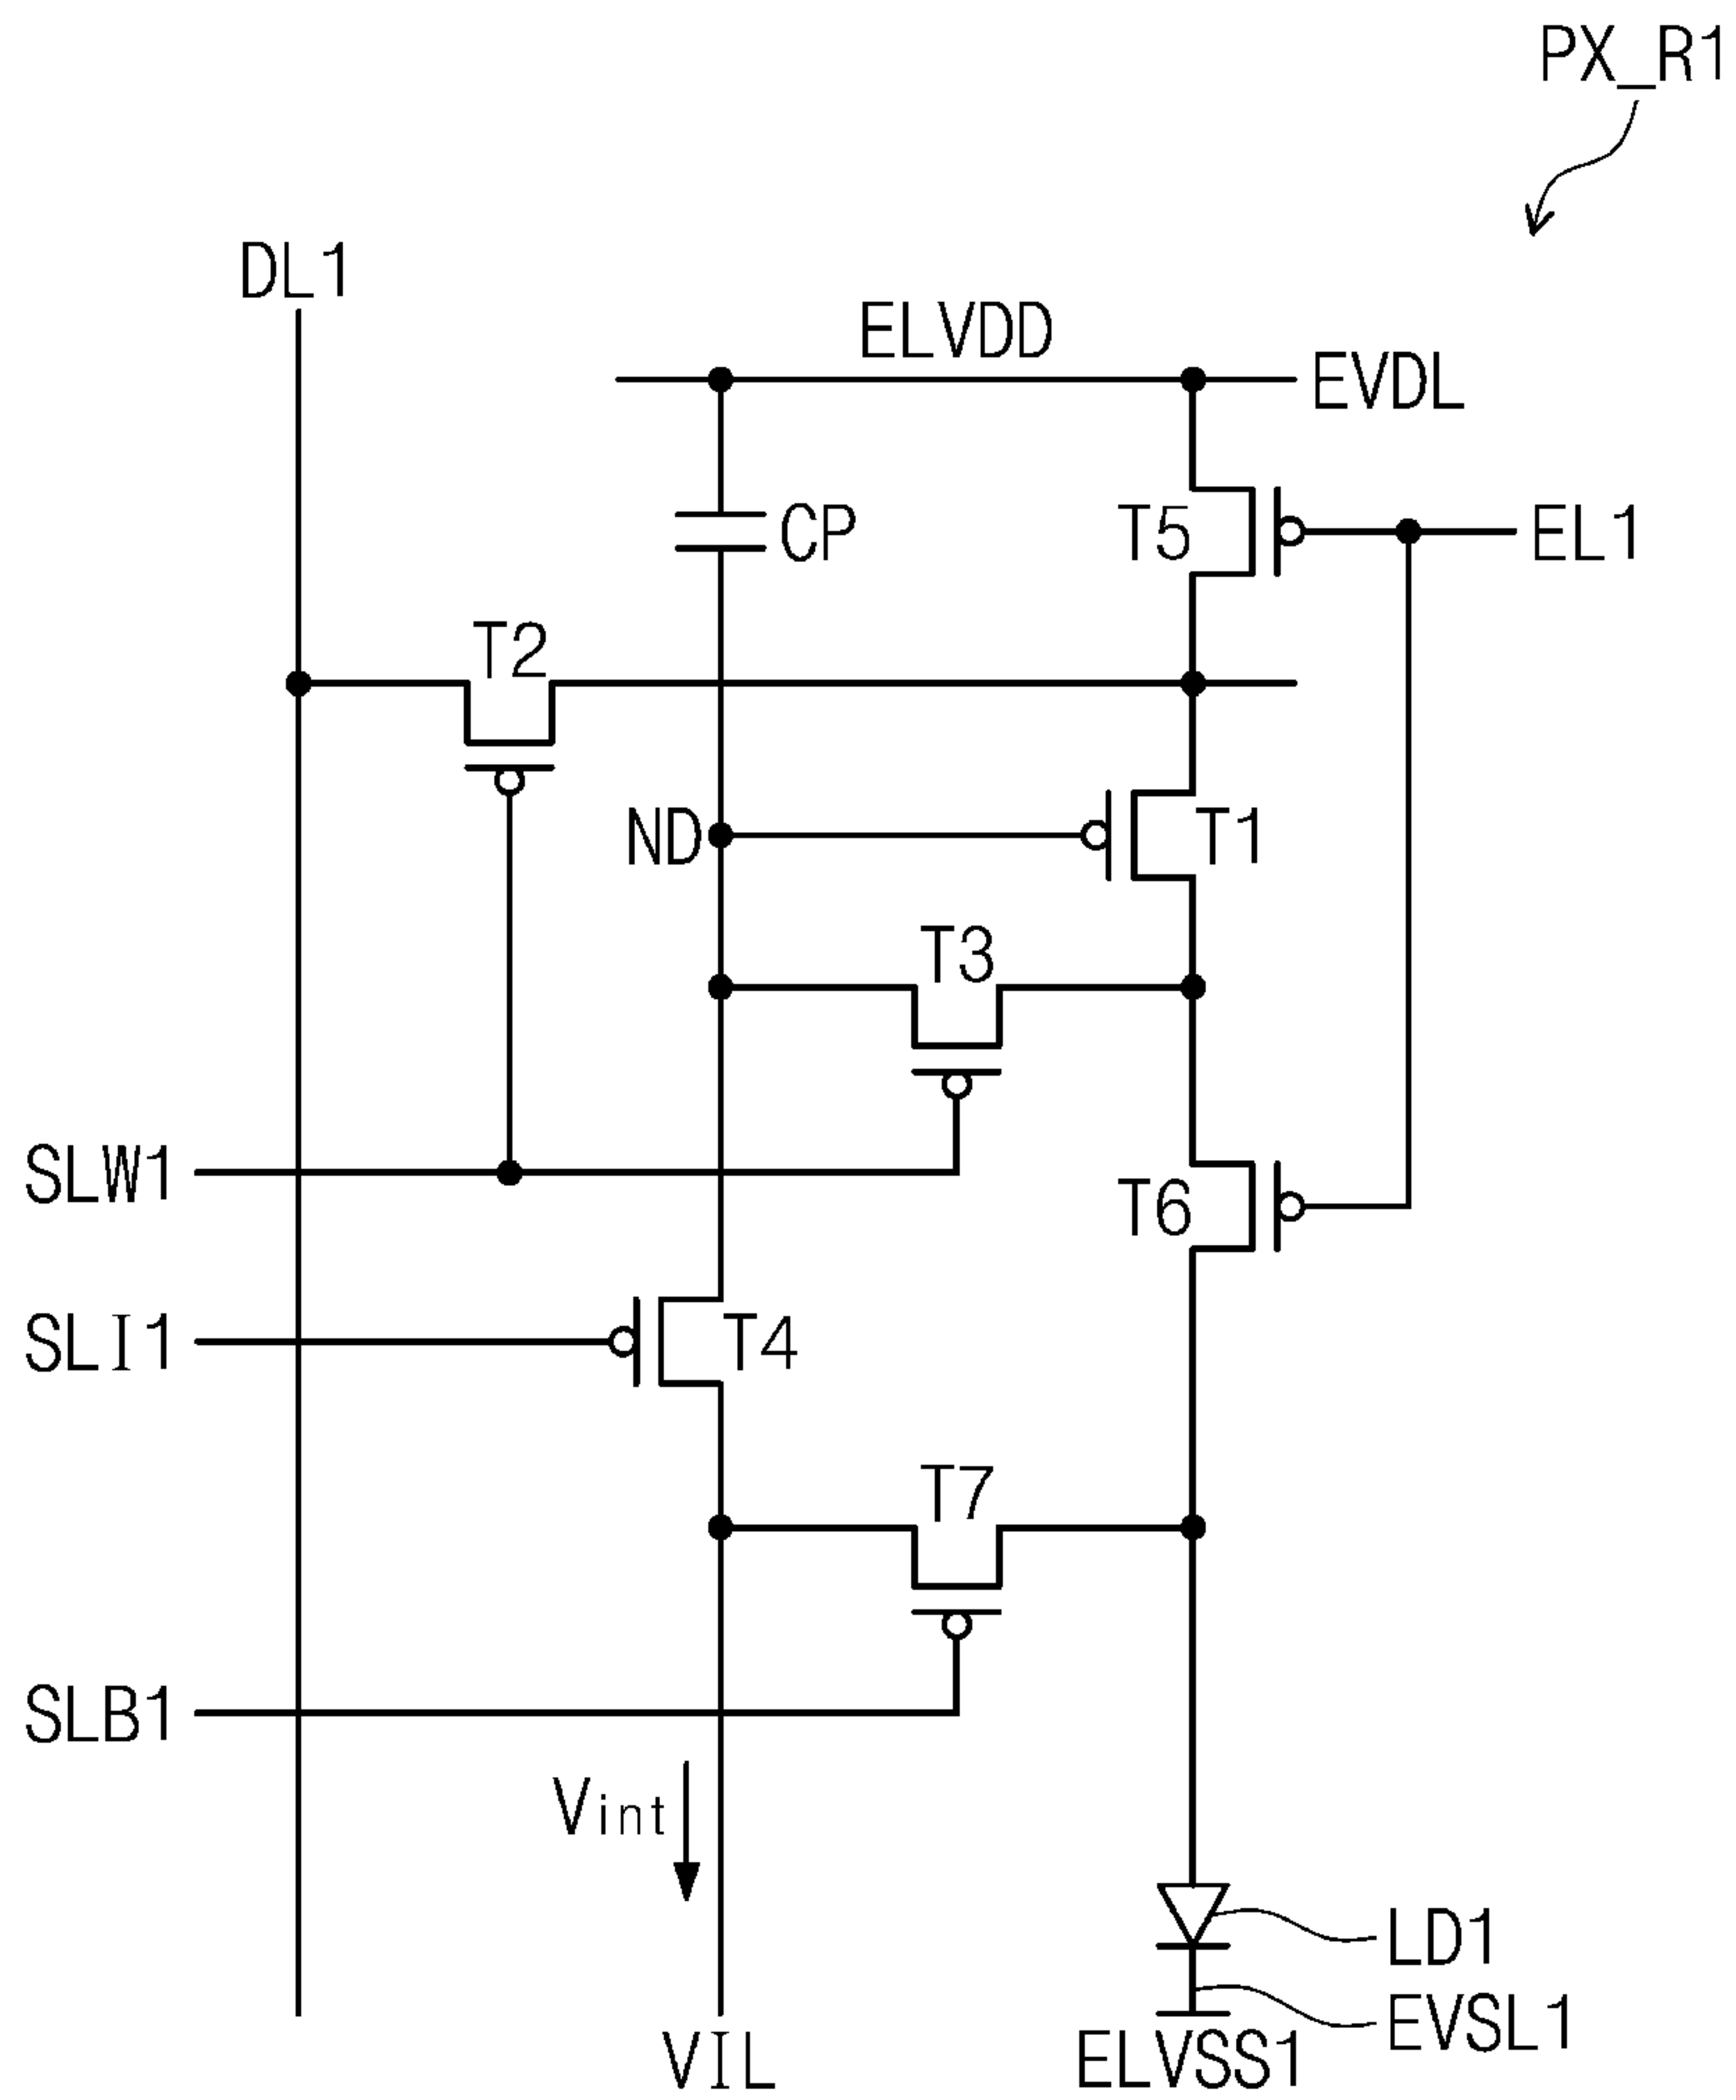 PX_R1
DL1
ELVDD
EVDL
CP
T5
EL1
T2
ND
T1
T3
SLW1
T6
SLI1
T4
T7
SLB1
Vint
LD1
EVSL1
VIL
ELVSS1